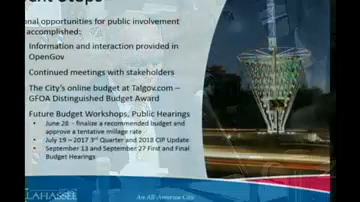 onal opportunities for public involvement
accomplished:
Information and interaction provided in
OpenGov
Continued meetings with stakeholders
The City's online budget at Talgov.com –
GFOA Distinguished Budget Award
Future Budget Workshops, Public Hearings
• June 28 - finalize a recommended budget and
approve a tentative millage rate
• July 19 – 2017 3rd Quarter and 2018 CIP Update
• September 13 and September 27 First and Final
Budget Hearings
LAHASSEE
An All-America City